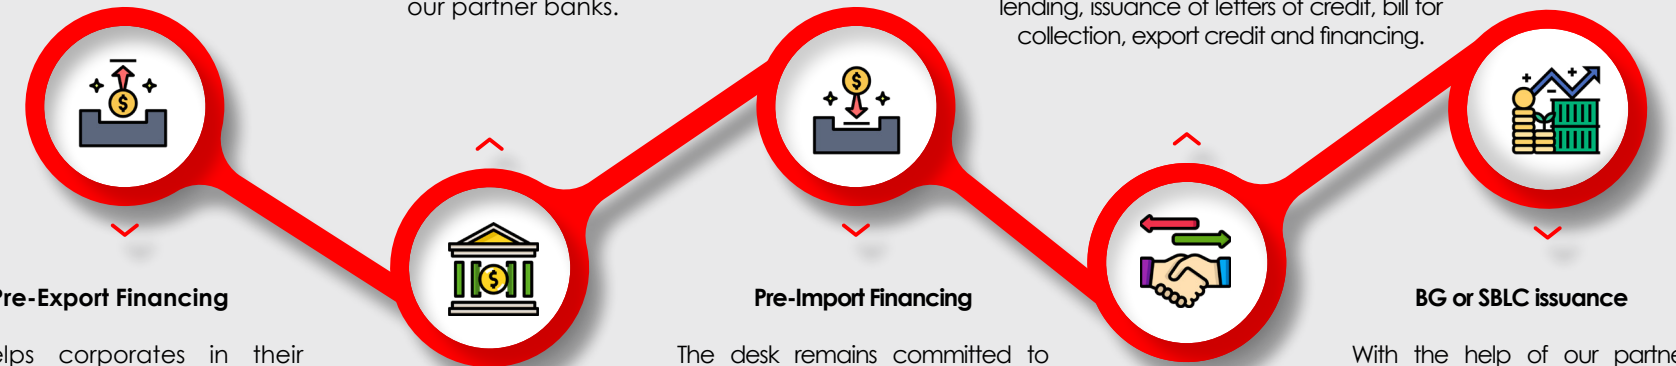 our partner banks.
lending, issuance of letters of credit, bill for
collection, export credit and financing.
Pre-Export Financing
Pre-Import Financing
BG or SBLC issuance
corporates in their
The desk remains committed to
With the help of our